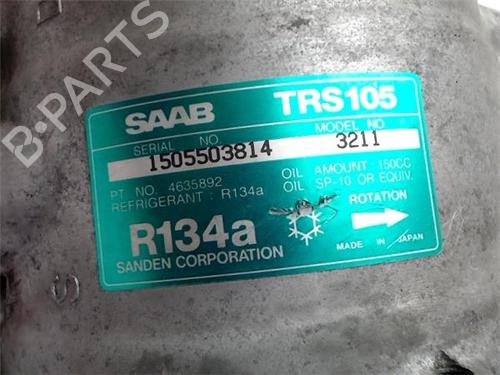 B-PARTS
SAAB TRS105
SERIAL NO. MODEL NO
1505503814 3211
PT NO. 4635892 OIL AMOUNT : 150CC
REFRIGERANT : R134a OIL SP-10 OR EQUIV.
ROTATION
R134a
SANDEN CORPORATION
MADE IN JAPAN